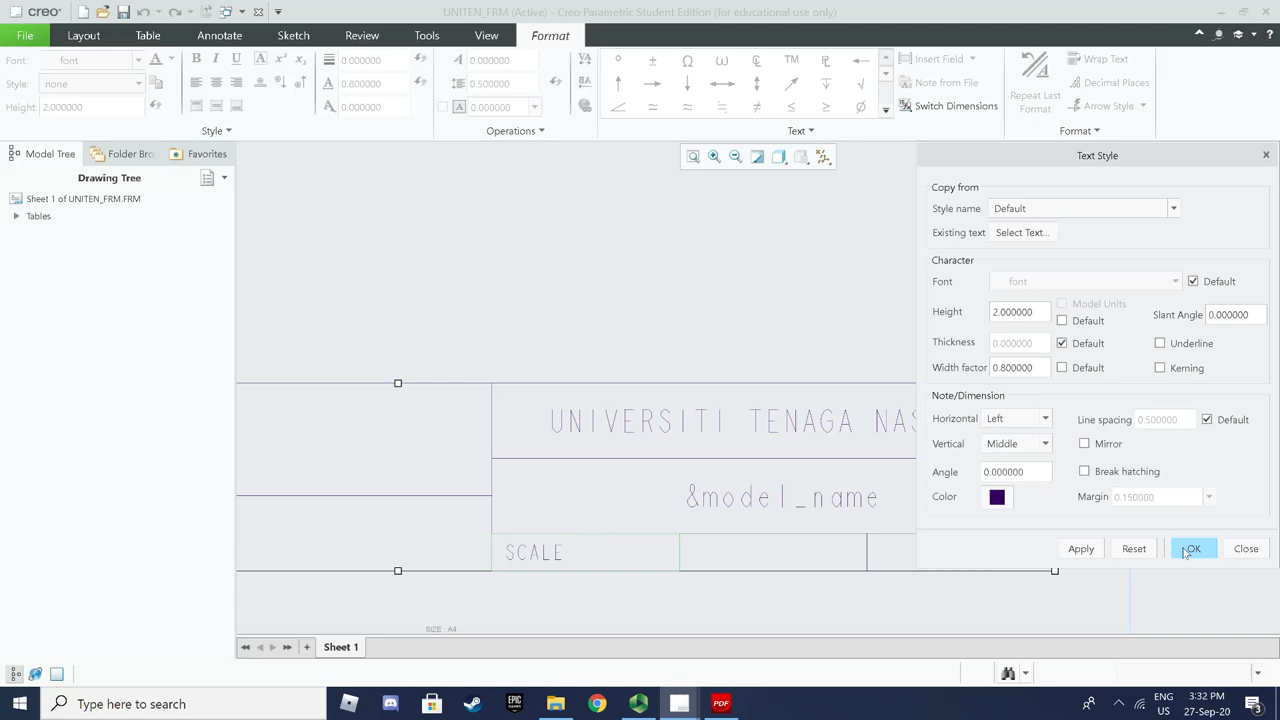 creo
UNITEN_FRM (Active) - Creo Parametric Student Edition (for educational use only)
File Layout Table Annotate Sketch Review Tools View Format
Font: font
Style: none
Height: 2.000000
B I U A
0.000000
0.800000
0.000000
0.000000
0.500000
0.000000
° ± Ω ω ℄ TM ₧ ←
Insert Field
Note from File
Switch Dimensions
Repeat Last Format
Wrap Text
Decimal Places
Arrow Style
Style Operations Text Format
Model Tree Folder Bro Favorites
Drawing Tree
Sheet 1 of UNITEN_FRM.FRM
Tables
Text Style
Copy from
Style name Default
Existing text Select Text...
Character
Font font Default
Height 2.000000 Model Units
Default
Slant Angle 0.000000
Thickness 0.000000 Default Underline
Width factor 0.800000 Default Kerning
Note/Dimension
Horizontal Left Line spacing 0.500000 Default
Vertical Middle Mirror
Angle 0.000000 Break hatching
Color Margin 0.150000
Apply Reset OK Close
UNIVERSITI TENAGA NAS
&model_name
SCALE
SIZE : A4
Sheet 1
Type here to search
PDF
ENG
US
3:32 PM
27-Sep-20